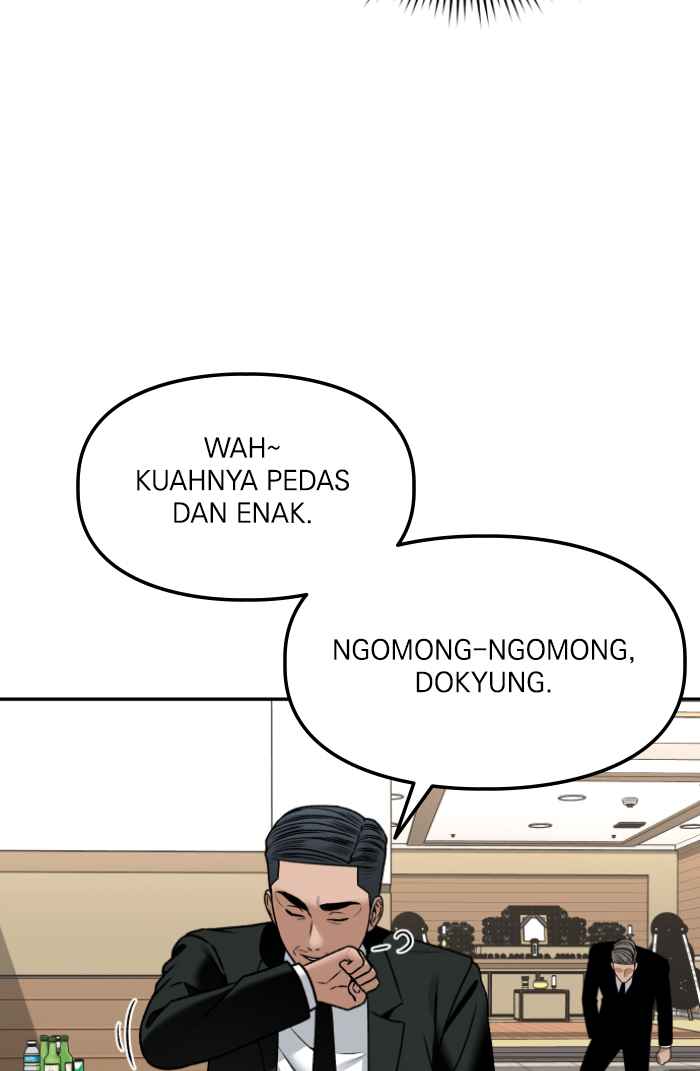 WAH~
KUAHNYA PEDAS
DAN ENAK.
NGOMONG-NGOMONG,
DOKYUNG.